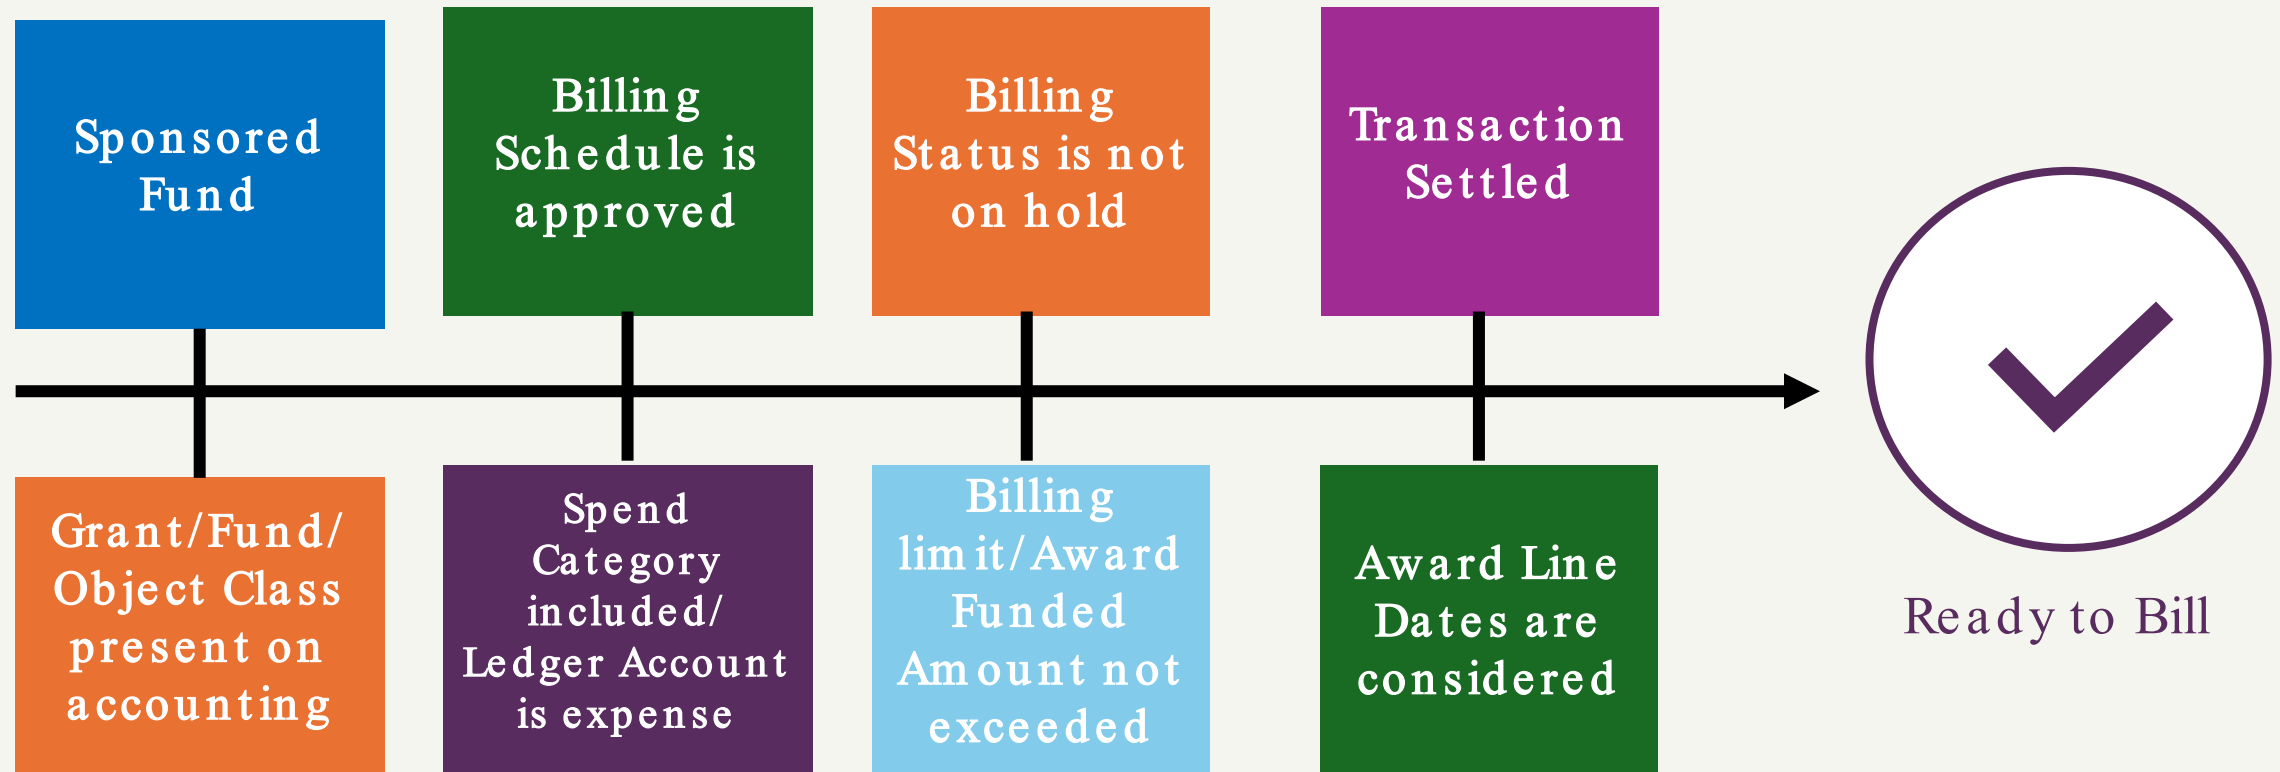 Sponsored
Fund
Billing
Schedule is
approved
Billing
Status is not
on hold
Transaction
Settled
Grant/Fund/
Object Class
present on
accounting
Spend
Category
included/
Ledger Account
is expense
Billing
limit/Award
Funded
Amount not
exceeded
Award Line
Dates are
considered
Ready to Bill